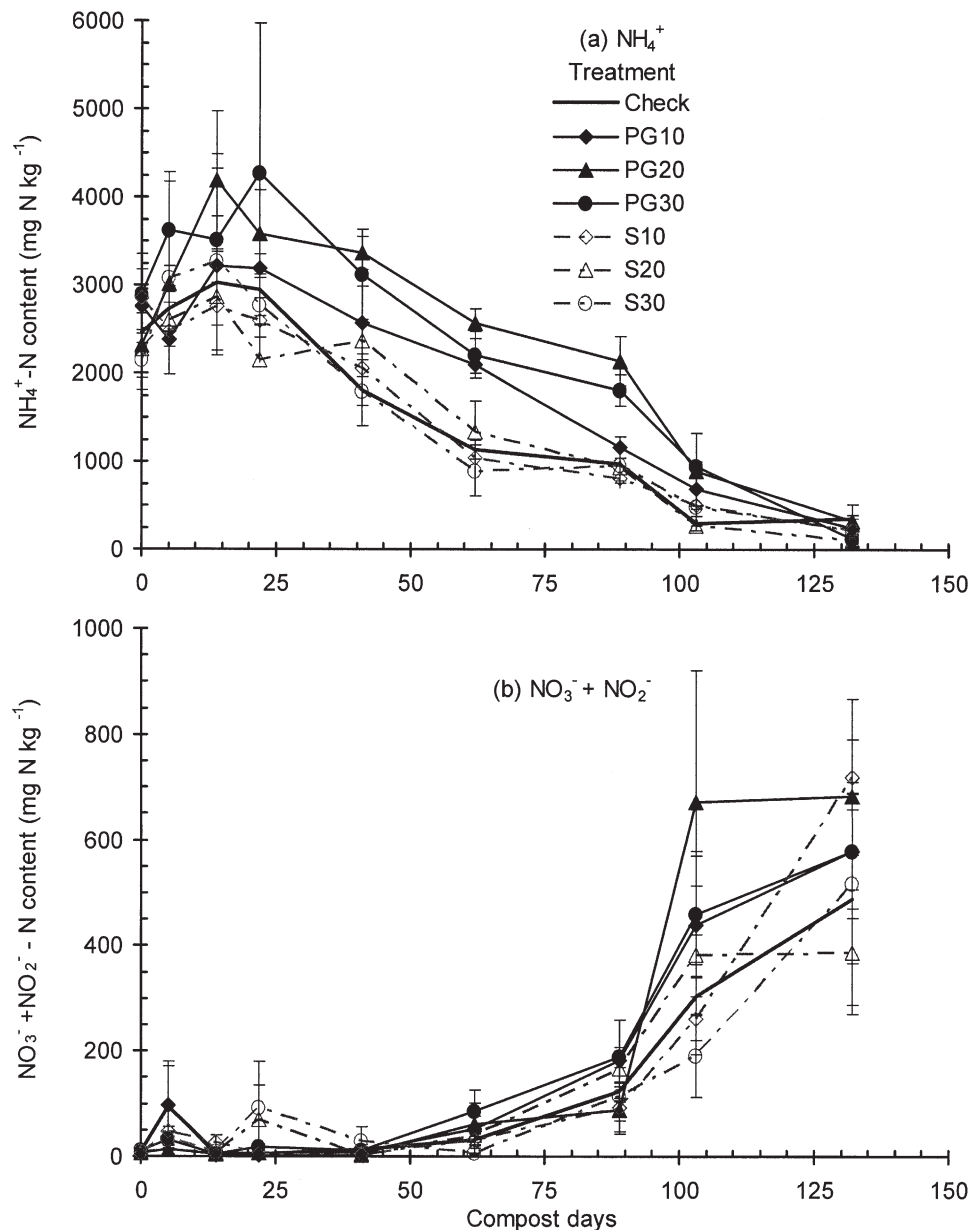 6000
5000
4000
3000
2000
1000
0
NH₄⁺-N content (mg N kg⁻¹)
(a) NH₄⁺
Treatment
Check
PG10
PG20
PG30
S10
S20
S30
0 25 50 75 100 125 150
1000
800
600
400
200
0
NO₃⁻ +NO₂⁻ - N content (mg N kg⁻¹)
(b) NO₃⁻ + NO₂⁻
0 25 50 75 100 125 150
Compost days